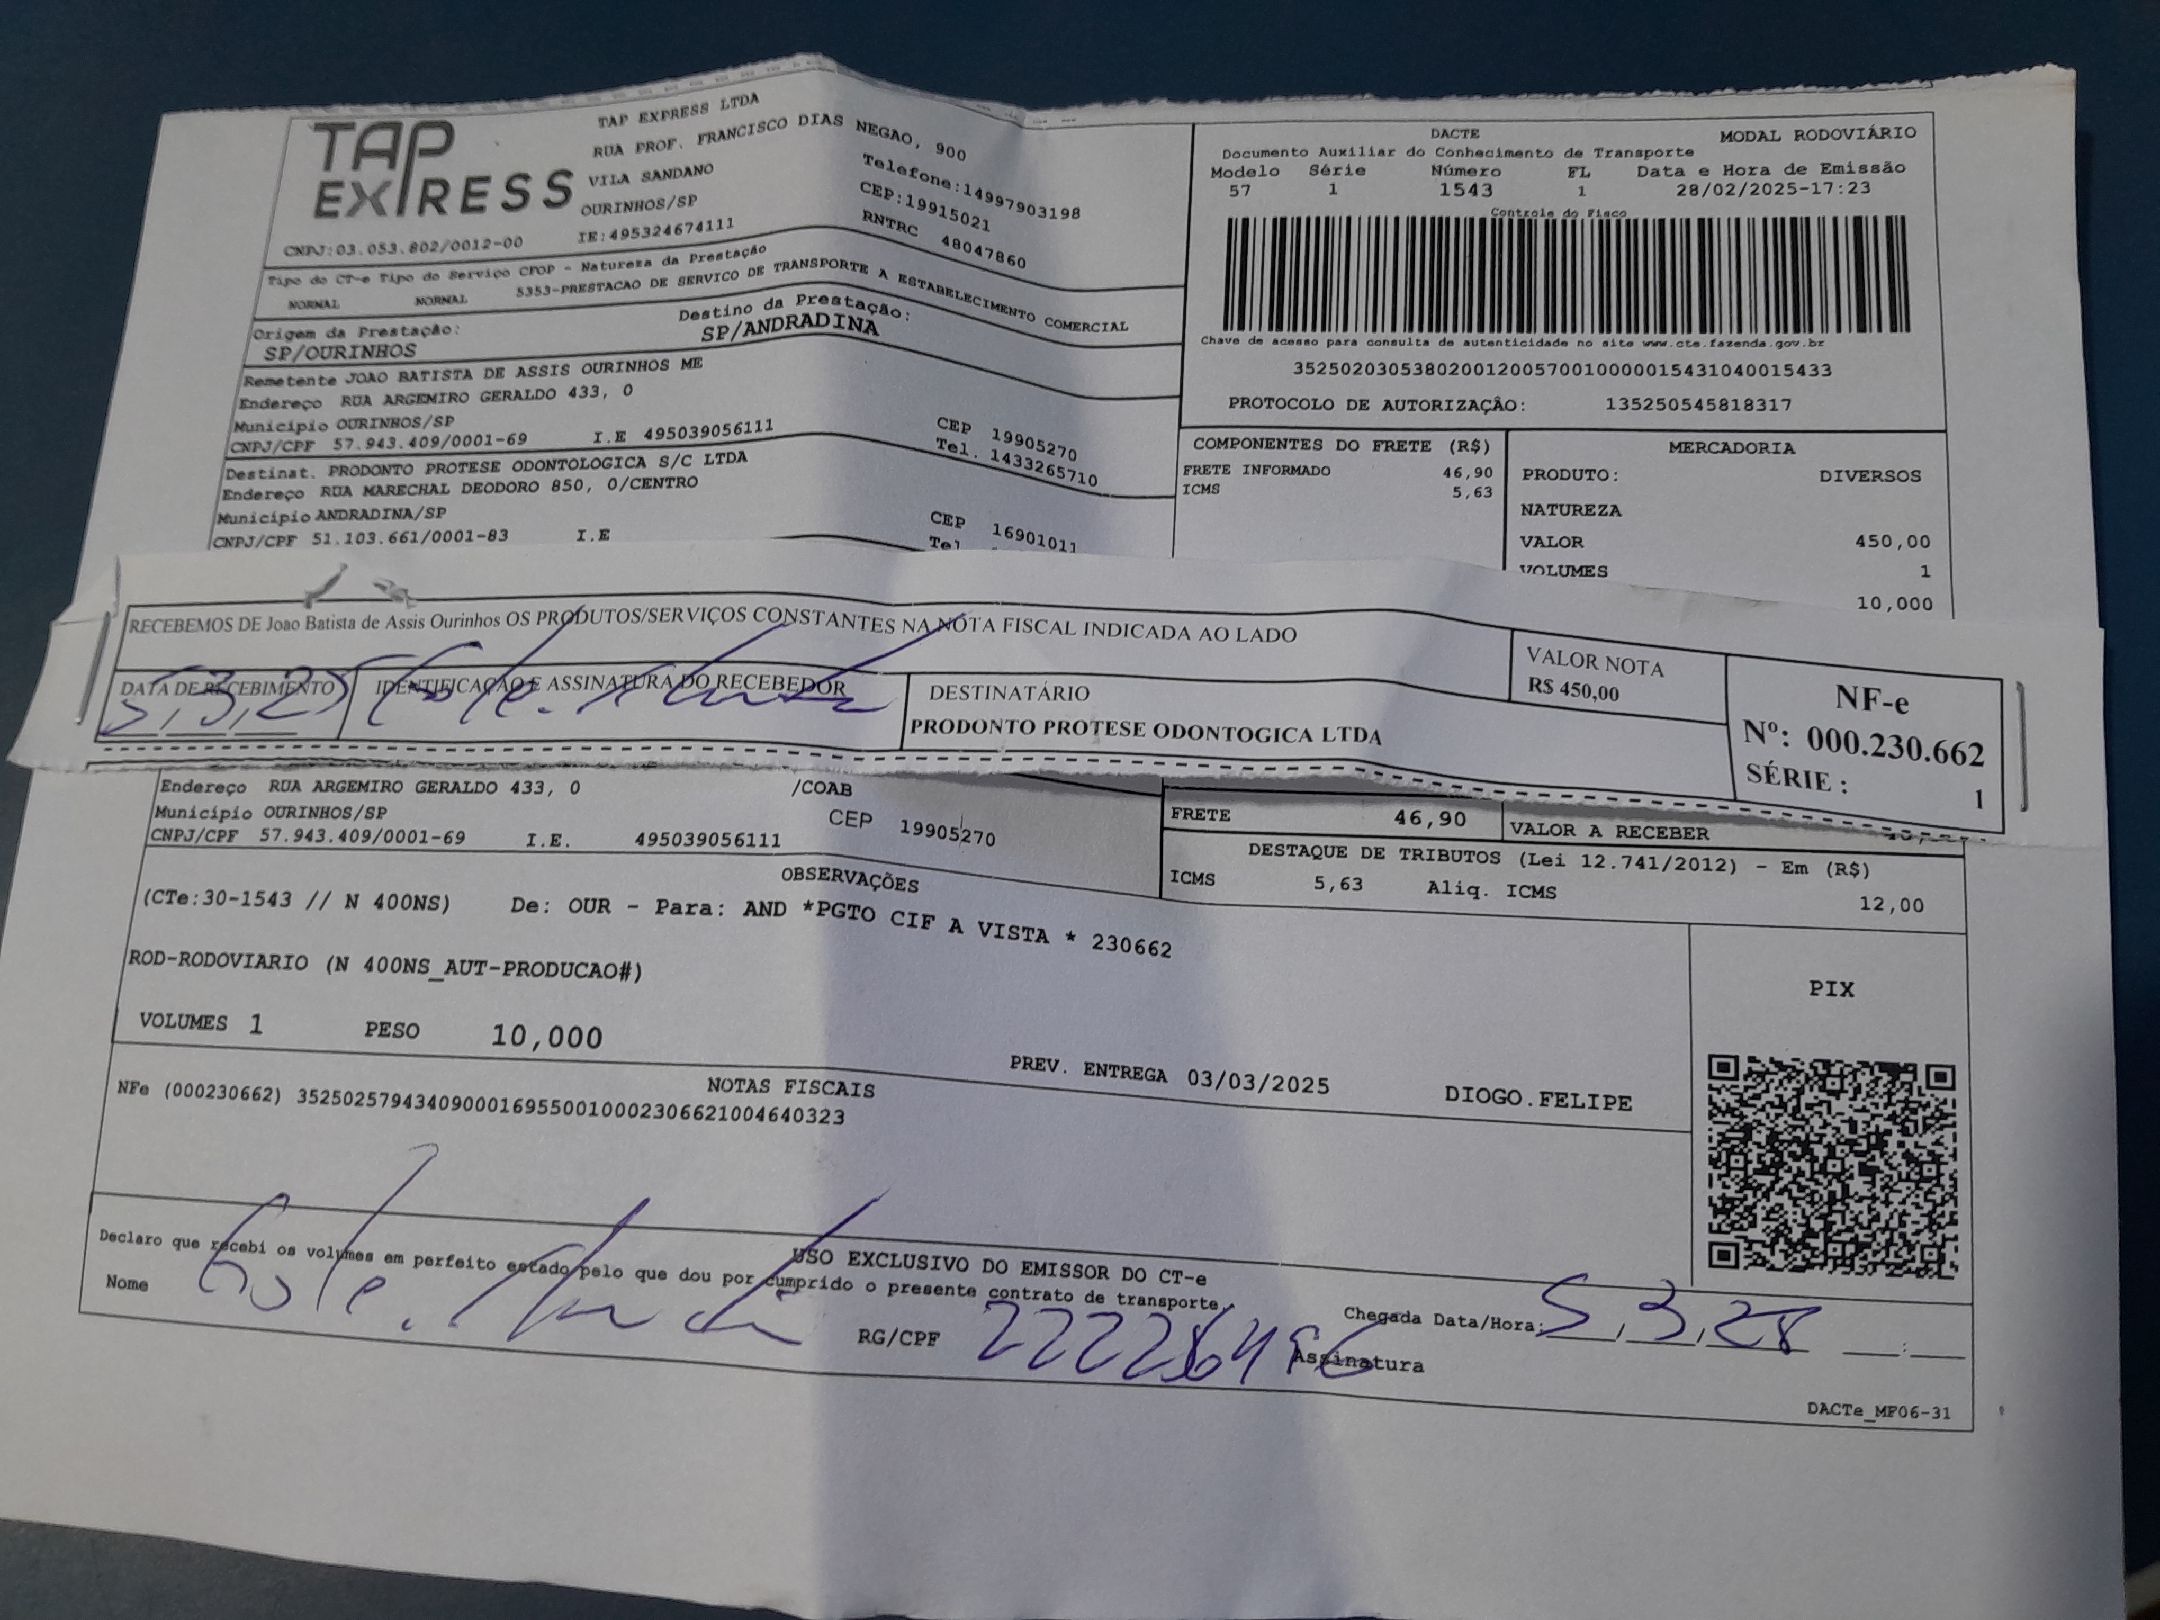 TAP EXPRESS
TAP EXPRESS LTDA
RUA PROF. FRANCISCO DIAS NEGAO, 900
VILA SANDANO
Telefone:14997903198
OURINHOS/SP
CEP:19915021
CNPJ:03.053.802/0012-00 IE:495324674111 RNTRC 48047860
Tipo do CT-e Tipo do Serviço CFOP - Natureza da Prestação
NORMAL NORMAL 5353-PRESTACAO DE SERVICO DE TRANSPORTE A ESTABELECIMENTO COMERCIAL
Origem da Prestação: Destino da Prestação:
SP/OURINHOS SP/ANDRADINA
Remetente JOAO BATISTA DE ASSIS OURINHOS ME
Endereço RUA ARGEMIRO GERALDO 433, 0
Município OURINHOS/SP CEP 19905270
CNPJ/CPF 57.943.409/0001-69 I.E 495039056111 Tel. 1433265710
Destinat. PRODONTO PROTESE ODONTOLOGICA S/C LTDA
Endereço RUA MARECHAL DEODORO 850, 0/CENTRO
Município ANDRADINA/SP CEP 16901011
CNPJ/CPF 51.103.661/0001-83 I.E Tel
DACTE MODAL RODOVIÁRIO
Documento Auxiliar do Conhecimento de Transporte
Modelo Série Número FL Data e Hora de Emissão
57 1 1543 1 28/02/2025-17:23
Controle do Fisco
Chave de acesso para consulta de autenticidade no site www.cte.fazenda.gov.br
35250203053802001200570010000015431040015433
PROTOCOLO DE AUTORIZAÇÂO: 135250545818317
COMPONENTES DO FRETE (R$)
FRETE INFORMADO 46,90
ICMS 5,63
MERCADORIA
PRODUTO: DIVERSOS
NATUREZA
VALOR 450,00
VOLUMES 1
10,000
RECEBEMOS DE Joao Batista de Assis Ourinhos OS PRODUTOS/SERVIÇOS CONSTANTES NA NOTA FISCAL INDICADA AO LADO
DATA DE RECEBIMENTO
5,3,25
IDENTIFICAÇAO E ASSINATURA DO RECEBEDOR
DESTINATÁRIO
PRODONTO PROTESE ODONTOGICA LTDA
VALOR NOTA
R$ 450,00
NF-e
Nº: 000.230.662
SÉRIE : 1
Endereço RUA ARGEMIRO GERALDO 433, 0 /COAB
Município OURINHOS/SP CEP 19905270
CNPJ/CPF 57.943.409/0001-69 I.E. 495039056111
FRETE 46,90 VALOR A RECEBER
DESTAQUE DE TRIBUTOS (Lei 12.741/2012) - Em (R$)
ICMS 5,63 Aliq. ICMS 12,00
OBSERVAÇÕES
(CTe:30-1543 // N 400NS) De: OUR - Para: AND *PGTO CIF A VISTA * 230662
ROD-RODOVIARIO (N 400NS_AUT-PRODUCAO#)
VOLUMES 1 PESO 10,000
PREV. ENTREGA 03/03/2025 DIOGO.FELIPE
PIX
NOTAS FISCAIS
NFe (000230662) 35250257943409000169550010002306621004640323
USO EXCLUSIVO DO EMISSOR DO CT-e
Declaro que recebi os volumes em perfeito estado pelo que dou por cumprido o presente contrato de transporte.
Nome RG/CPF Chegada Data/Hora: 5,3,25 :
Assinatura
DACTe_MF06-31